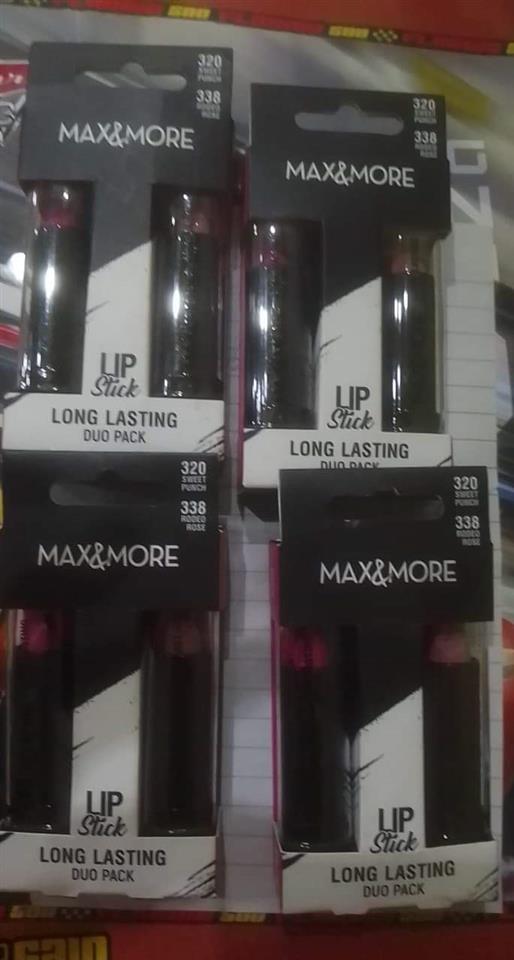 320
SWEET
PUNCH
338
RODEO
ROSE
MAX&MORE
LIP
Stick
LONG LASTING
DUO PACK
320
SWEET
PUNCH
338
RODEO
ROSE
MAX&MORE
LIP
Stick
LONG LASTING
DUO PACK
320
SWEET
PUNCH
338
RODEO
ROSE
MAX&MORE
LIP
Stick
LONG LASTING
DUO PACK
320
SWEET
PUNCH
338
RODEO
ROSE
MAX&MORE
LIP
Stick
LONG LASTING
DUO PACK